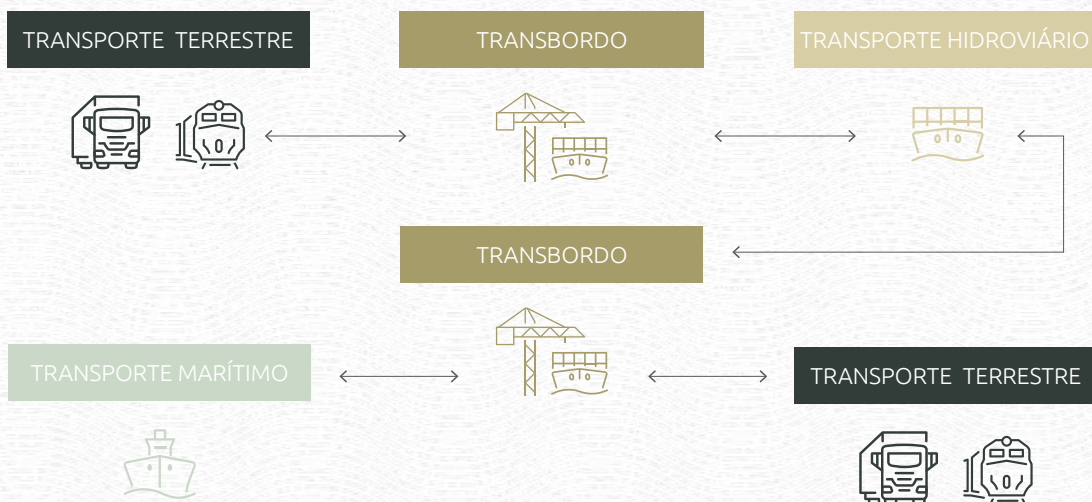 TRANSPORTE TERRESTRE
TRANSBORDO
TRANSPORTE HIDROVIÁRIO
TRANSBORDO
TRANSPORTE MARÍTIMO
TRANSPORTE TERRESTRE